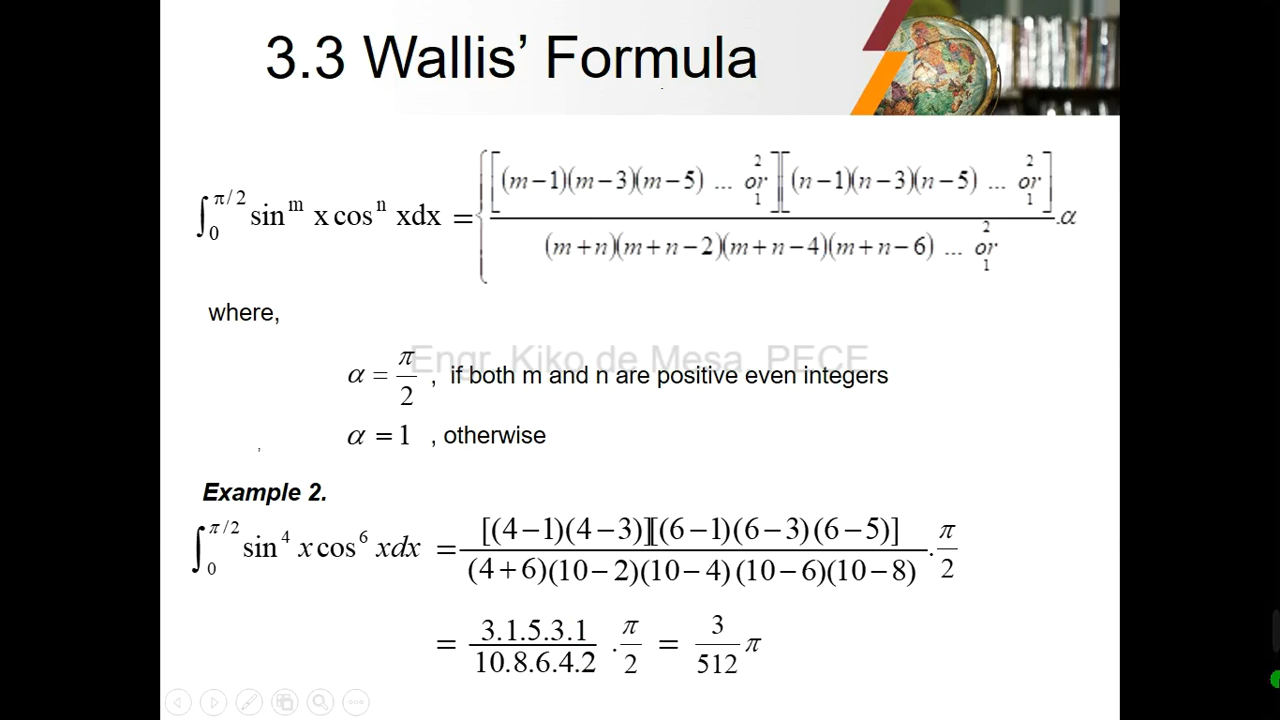 3.3 Wallis’ Formula
∫₀^{π/2} sin^m x cos^n xdx = { [(m−1)(m−3)(m−5) ... 2 or 1][(n−1)(n−3)(n−5) ... 2 or 1] / (m+n)(m+n−2)(m+n−4)(m+n−6) ... 2 or 1 .α
where,
Engr. Kiko de Mesa, PECE
α = π/2 , if both m and n are positive even integers
α = 1 , otherwise
Example 2.
∫₀^{π/2} sin^4 x cos^6 xdx = [(4−1)(4−3)][(6−1)(6−3)(6−5)] / (4+6)(10−2)(10−4)(10−6)(10−8) . π/2
= 3.1.5.3.1 / 10.8.6.4.2 . π/2 = 3/512 π